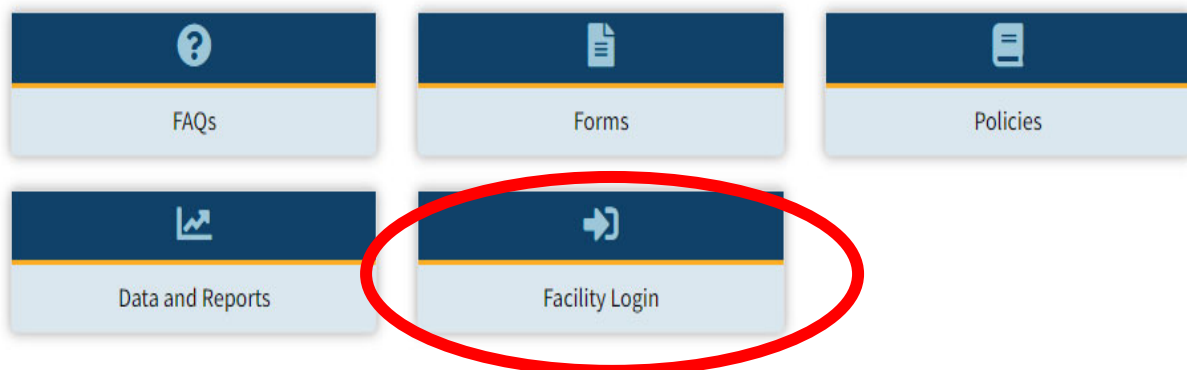 FAQs
Forms
Policies
Data and Reports
Facility Login